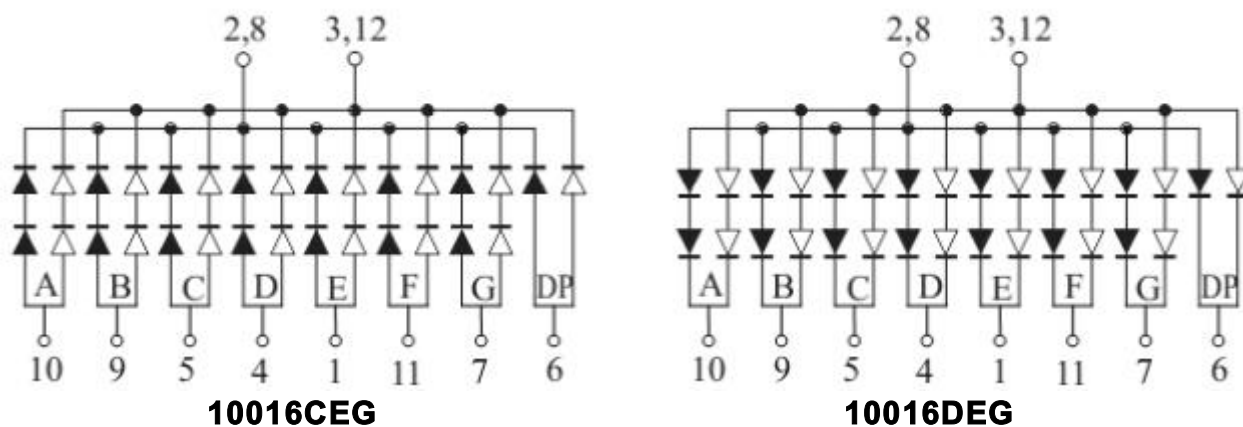 2,8 3,12 2,8 3,12
A B C D E F G DP A B C D E F G DP
10 9 5 4 1 11 7 6 10 9 5 4 1 11 7 6
10016CEG 10016DEG